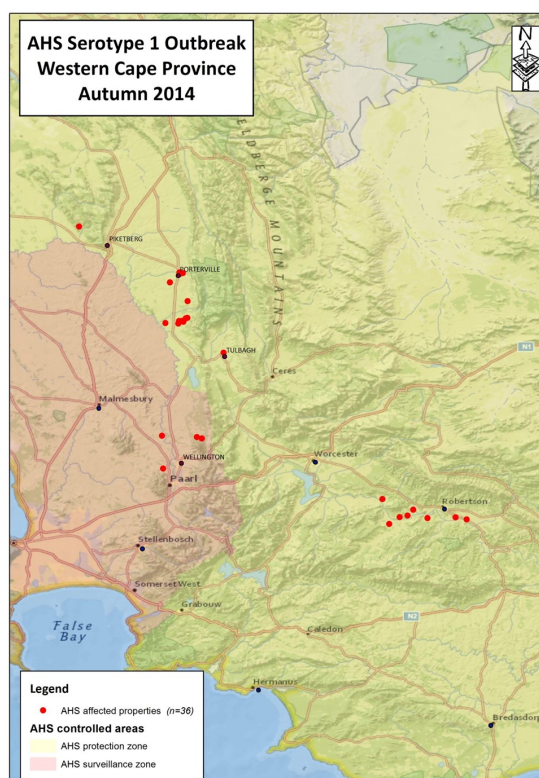 AHS Serotype 1 Outbreak
Western Cape Province
Autumn 2014
N
ELDBERGE MOUNTAINS
PIKETBERG
PORTERVILLE
TULBAGH
Ceres
N1
Malmesbury
Worcester
WELLINGTON
Paarl
Robertson
Stellenbosch
Somerset West
Grabouw
N2
False
Bay
Caledon
Hermanus
Bredasdorp
Legend
AHS affected properties (n=36)
AHS controlled areas
AHS protection zone
AHS surveillance zone